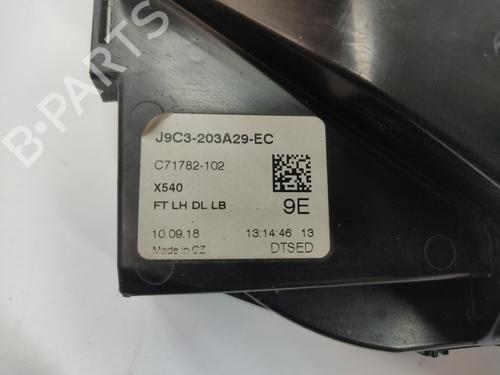 B-PARTS
J9C3-203A29-EC
C71782-102
X540
FT LH DL LB
9E
10.09.18 13:14:46 13
Made in CZ DTSED